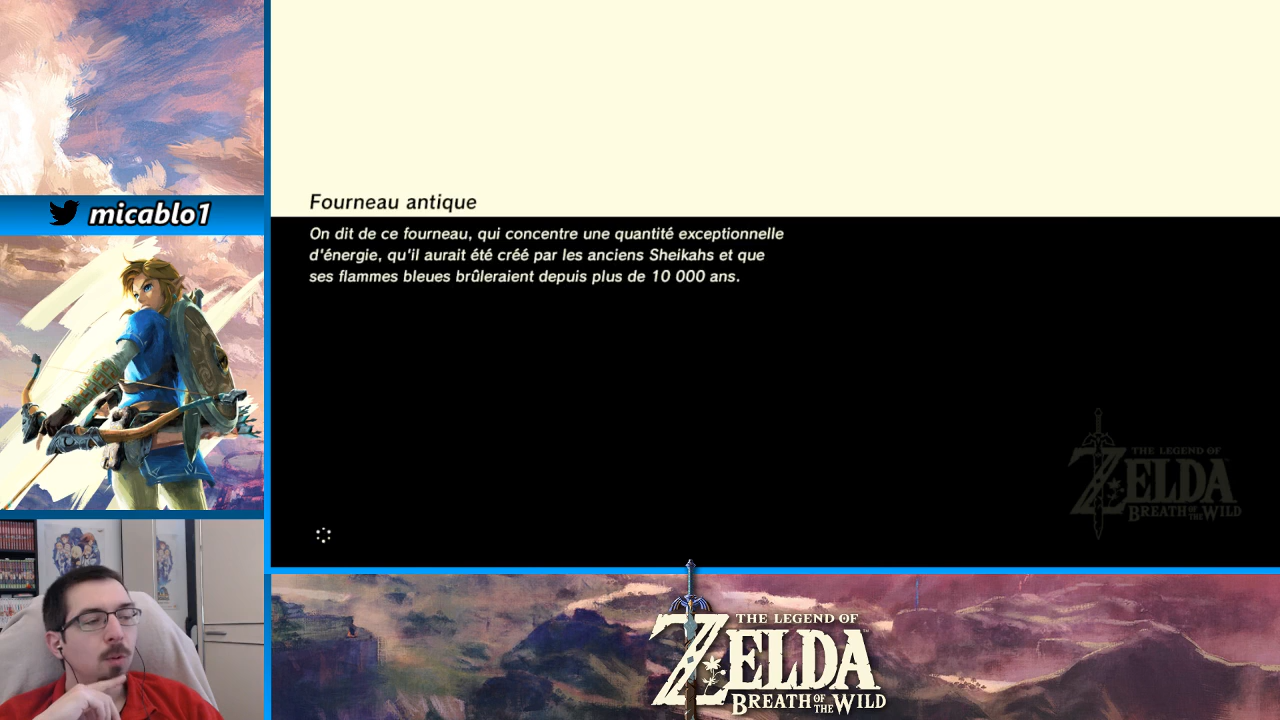 micablo1
Fourneau antique
On dit de ce fourneau, qui concentre une quantité exceptionnelle
d'énergie, qu'il aurait été créé par les anciens Sheikahs et que
ses flammes bleues brûleraient depuis plus de 10 000 ans.
THE LEGEND OF
ZELDA
BREATH OF THE WILD
THE LEGEND OF
ZELDA
BREATH OF THE WILD